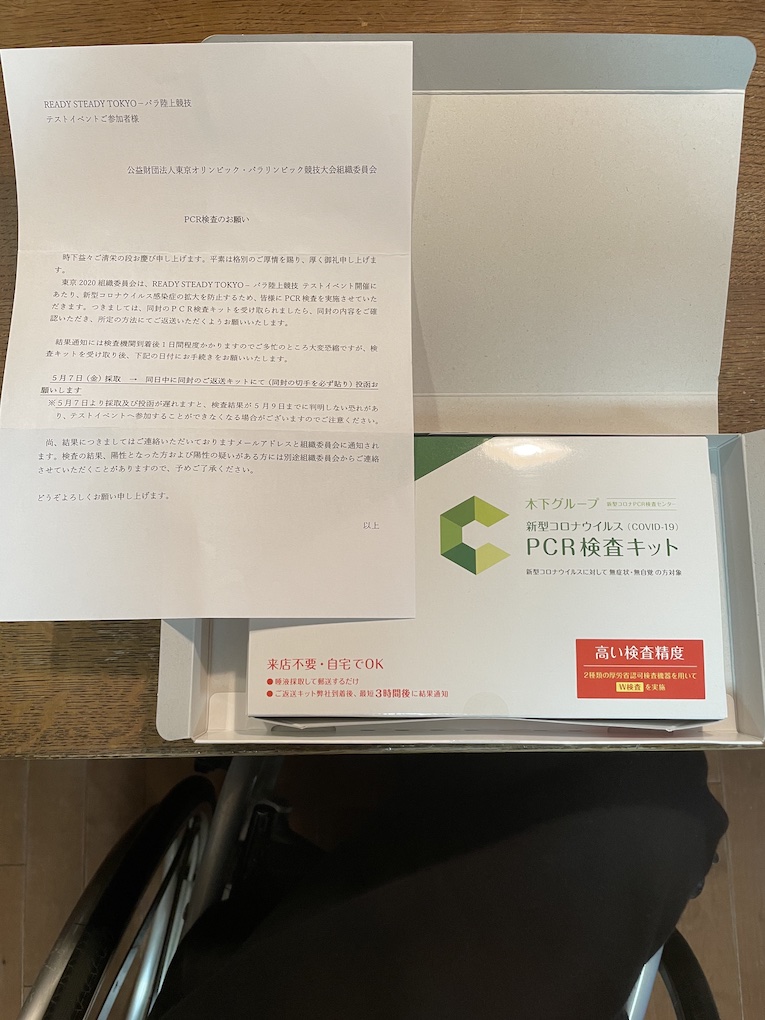 READY STEADY TOKYO－パラ陸上競技
テストイベントご参加者様
公益財団法人東京オリンピック・パラリンピック競技大会組織委員会
PCR検査のお願い
時下益々ご清栄の段お慶び申し上げます。平素は格別のご厚情を賜り、厚く御礼申し上げま
す。
東京 2020 組織委員会は、READY STEADY TOKYO－ パラ陸上競技 テストイベント開催に
あたり、新型コロナウイルス感染症の拡大を防止するため、皆様に PCR 検査を実施させていた
だきます。つきましては、同封のＰＣＲ検査キットを受け取られましたら、同封の内容をご確
認いただき、所定の方法にてご返送いただくようお願いいたします。
結果通知には検査機関到着後１日間程度かかりますのでご多忙のところ大変恐縮ですが、検
査キットを受け取り後、下記の日付にお手続きをお願いいたします。
５月７日（金）採取　→　同日中に同封のご返送キットにて（同封の切手を必ず貼り）投函お
願いします
※５月７日より採取及び投函が遅れますと、検査結果が５月９日までに判明しない恐れがあ
り、テストイベントへ参加することができなくなる場合がございますのでご注意ください。
尚、結果につきましてはご連絡いただいておりますメールアドレスと組織委員会に通知されま
す。検査の結果、陽性となった方および陽性の疑いがある方には別途組織委員会からご連絡
させていただくことがありますので、予めご了承ください。
どうぞよろしくお願い申し上げます。
以上
木下グループ 新型コロナPCR検査センター
新型コロナウイルス（COVID-19）
PCR検査キット
新型コロナウイルスに対して 無症状・無自覚 の方対象
来店不要・自宅でOK
●唾液採取して郵送するだけ
●ご返送キット弊社到着後、最短3時間後に結果通知
高い検査精度
2種類の厚労省認可検査機器を用いて
W検査 を実施